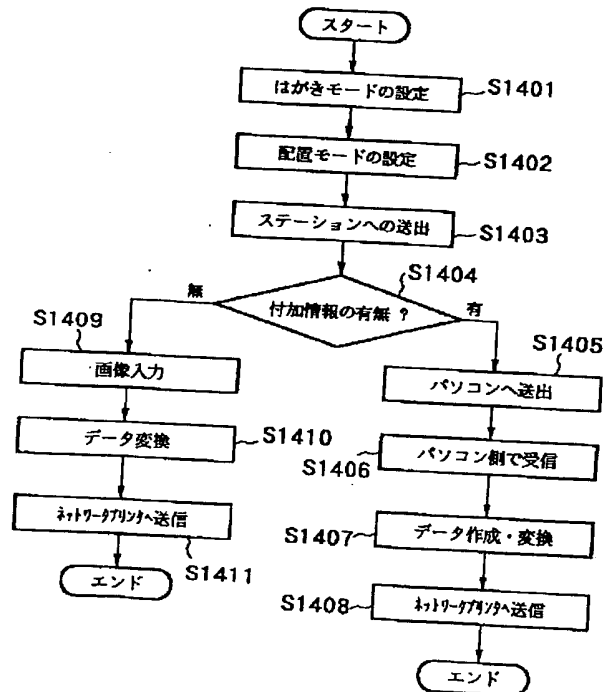 スタート
はがきモードの設定
S1401
配置モードの設定
S1402
ステーションへの送出
S1403
S1404
付加情報の有無 ?
無
有
S1409
画像入力
データ変換
S1410
ネットワークプリンタへ送信
S1411
エンド
S1405
パソコンへ送出
パソコン側で受信
S1406
S1407
データ作成・変換
S1408
ネットワークプリンタへ送信
エンド